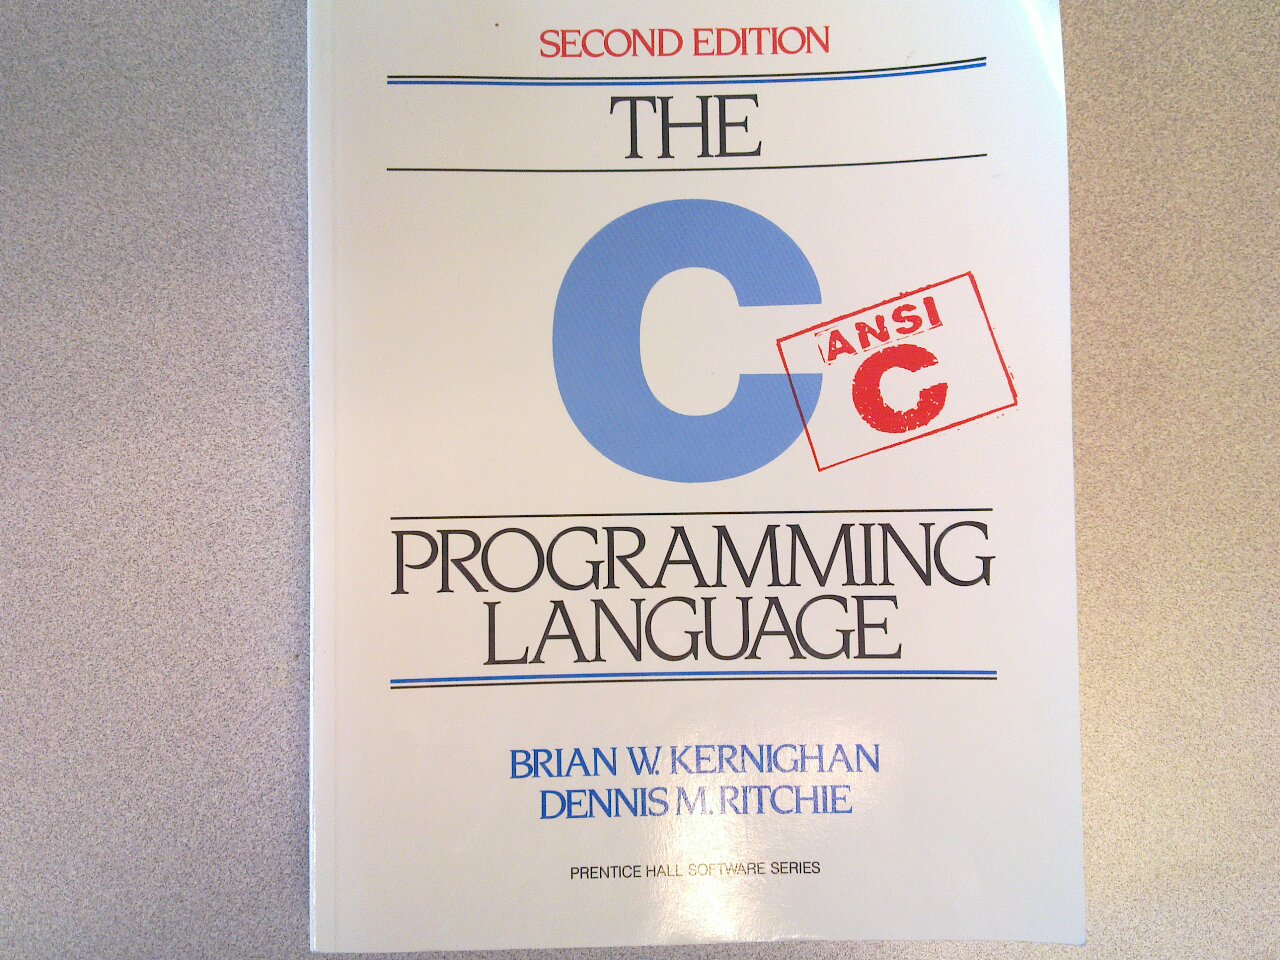 SECOND EDITION
THE
C
ANSI
C
PROGRAMMING
LANGUAGE
BRIAN W. KERNIGHAN
DENNIS M. RITCHIE
PRENTICE HALL SOFTWARE SERIES